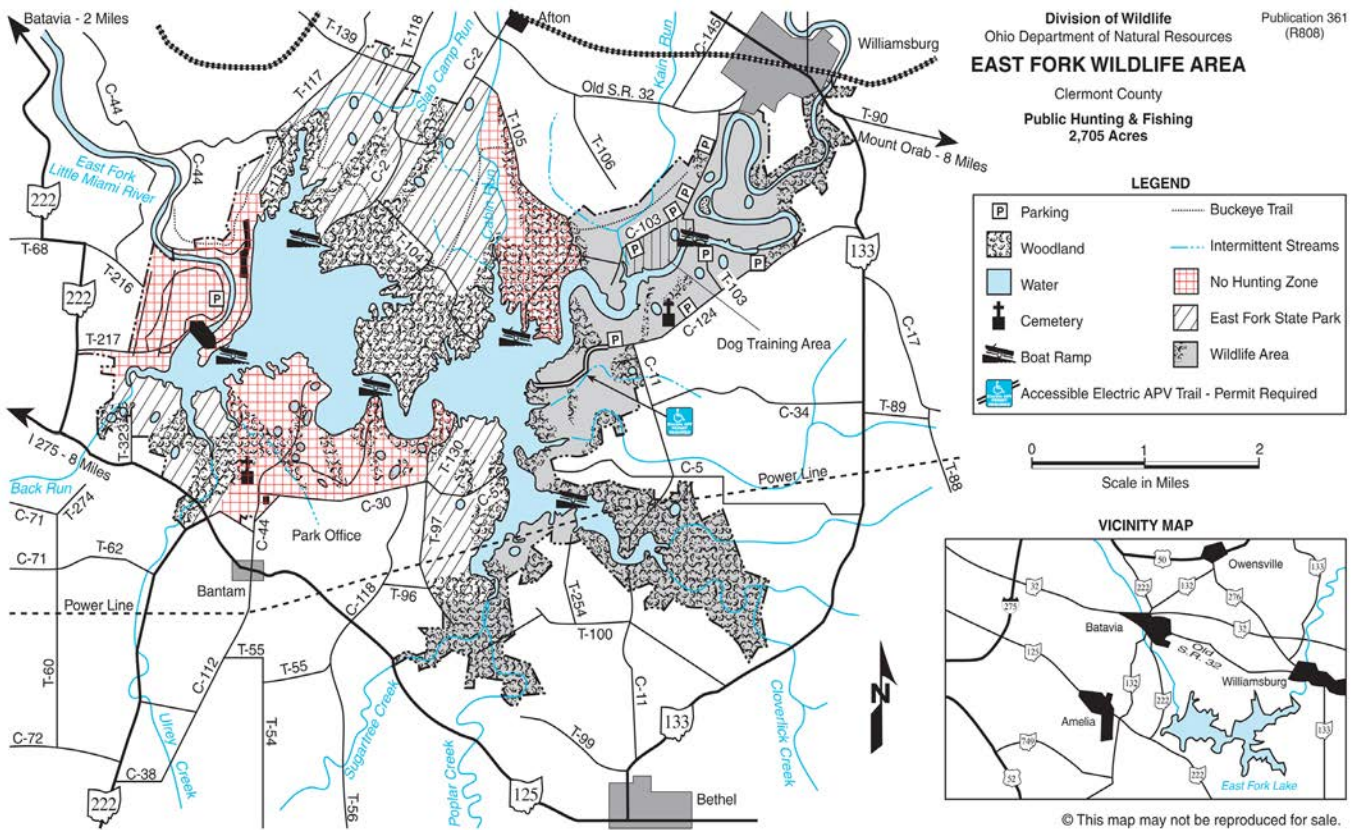 Batavia - 2 Miles
Afton
Williamsburg
Division of Wildlife
Ohio Department of Natural Resources
EAST FORK WILDLIFE AREA
Clermont County
Public Hunting & Fishing
2,705 Acres
Publication 361
(R808)
T-139
T-118
C-2
Slab Camp Run
Kain Run
C-145
T-117
Old S.R. 32
C-44
T-105
T-106
T-90
Mount Orab - 8 Miles
East Fork
Little Miami River
C-44
T-115
C-2
Cabin Run
C-103
P
P
P
P
P
P
222
T-68
T-216
T-104
133
222
P
T-103
C-124
T-217
P
Dog Training Area
C-17
C-11
C-34
T-89
T-323
T-130
I 275 - 8 Miles
C-5
Power Line
T-88
Back Run
T-274
C-5
C-71
C-30
C-44
T-97
Park Office
C-71
T-62
Bantam
C-118
T-96
T-254
Power Line
T-100
T-60
C-112
T-55
T-55
C-11
133
Ulrey Creek
T-54
Sugartree Creek
Poplar Creek
Cloverlick Creek
T-99
C-72
C-38
T-56
222
125
Bethel
N
LEGEND
P Parking
Woodland
Water
Cemetery
Boat Ramp
Accessible Electric APV Trail - Permit Required
Buckeye Trail
Intermittent Streams
No Hunting Zone
East Fork State Park
Wildlife Area
0 1 2
Scale in Miles
VICINITY MAP
50
Owensville
133
32
222
132
276
275
Batavia
32
125
Old
S.R. 32
Williamsburg
132
222
Amelia
133
749
222
52
East Fork Lake
© This map may not be reproduced for sale.